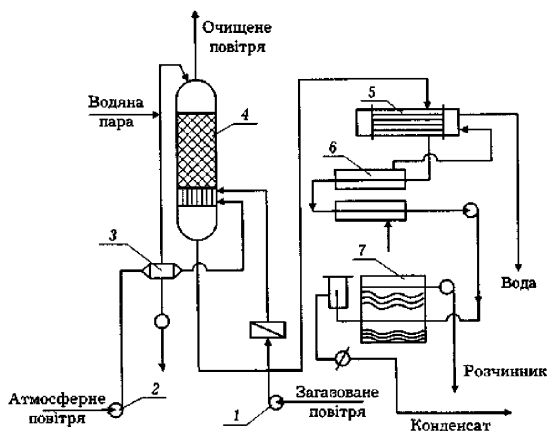 Очищене
повітря
Водяна
пара
4
5
6
3
7
Вода
Розчинник
Атмосферне
повітря
2
1
Загазоване
повітря
Конденсат